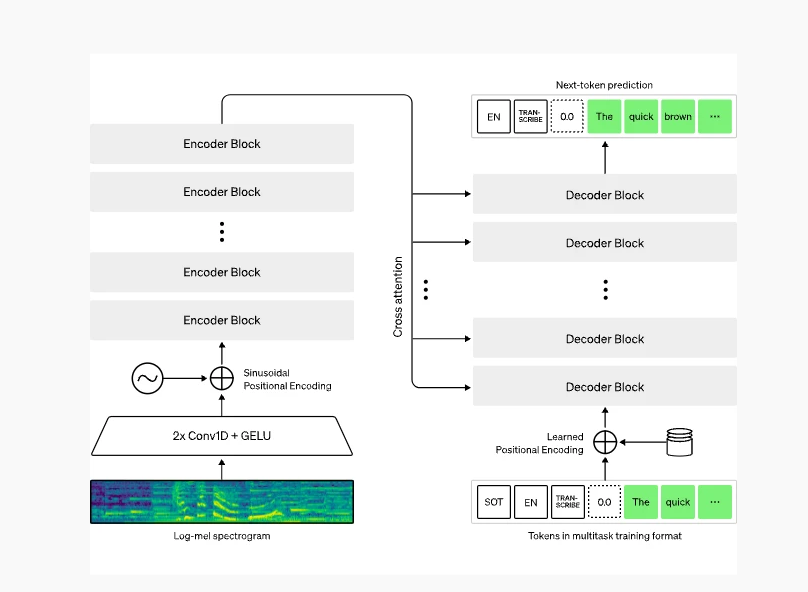 Next-token prediction
EN
TRAN-
SCRIBE
0.0
The
quick
brown
...
Encoder Block
Encoder Block
Encoder Block
Encoder Block
Sinusoidal
Positional Encoding
2x Conv1D + GELU
Log-mel spectrogram
Cross attention
Decoder Block
Decoder Block
Decoder Block
Decoder Block
Learned
Positional Encoding
SOT
EN
TRAN-
SCRIBE
0.0
The
quick
...
Tokens in multitask training format